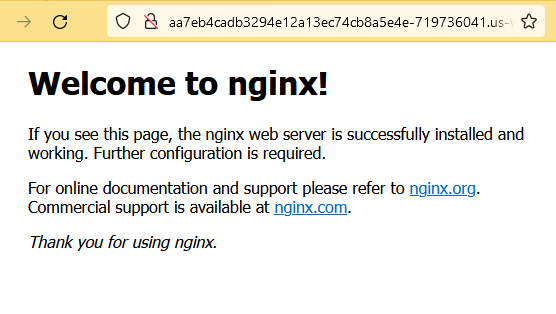 aa7eb4cadb3294e12a13ec74cb8a5e4e-719736041.us-
Welcome to nginx!
If you see this page, the nginx web server is successfully installed and
working. Further configuration is required.
For online documentation and support please refer to nginx.org.
Commercial support is available at nginx.com.
Thank you for using nginx.